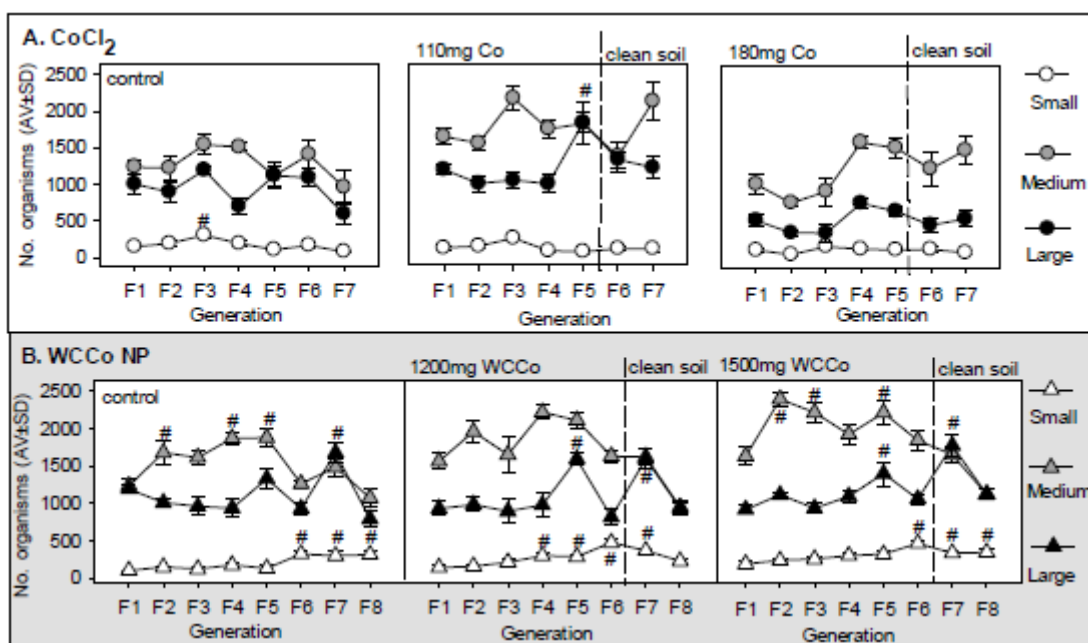 A. CoCl2
control
110mg Co
clean soil
180mg Co
clean soil
No. organisms (AV±SD)
2500
2000
1500
1000
500
0
#
#
F1 F2 F3 F4 F5 F6 F7
F1 F2 F3 F4 F5 F6 F7
F1 F2 F3 F4 F5 F6 F7
Generation
Generation
Generation
Small
Medium
Large
B. WCCo NP
control
1200mg WCCo
clean soil
1500mg WCCo
clean soil
No. organisms (AV±SD)
2500
2000
1500
1000
500
0
# # # # # # #
# # # # # # #
# # # # # # # #
F1 F2 F3 F4 F5 F6 F7 F8
F1 F2 F3 F4 F5 F6 F7 F8
F1 F2 F3 F4 F5 F6 F7 F8
Generation
Generation
Generation
Small
Medium
Large